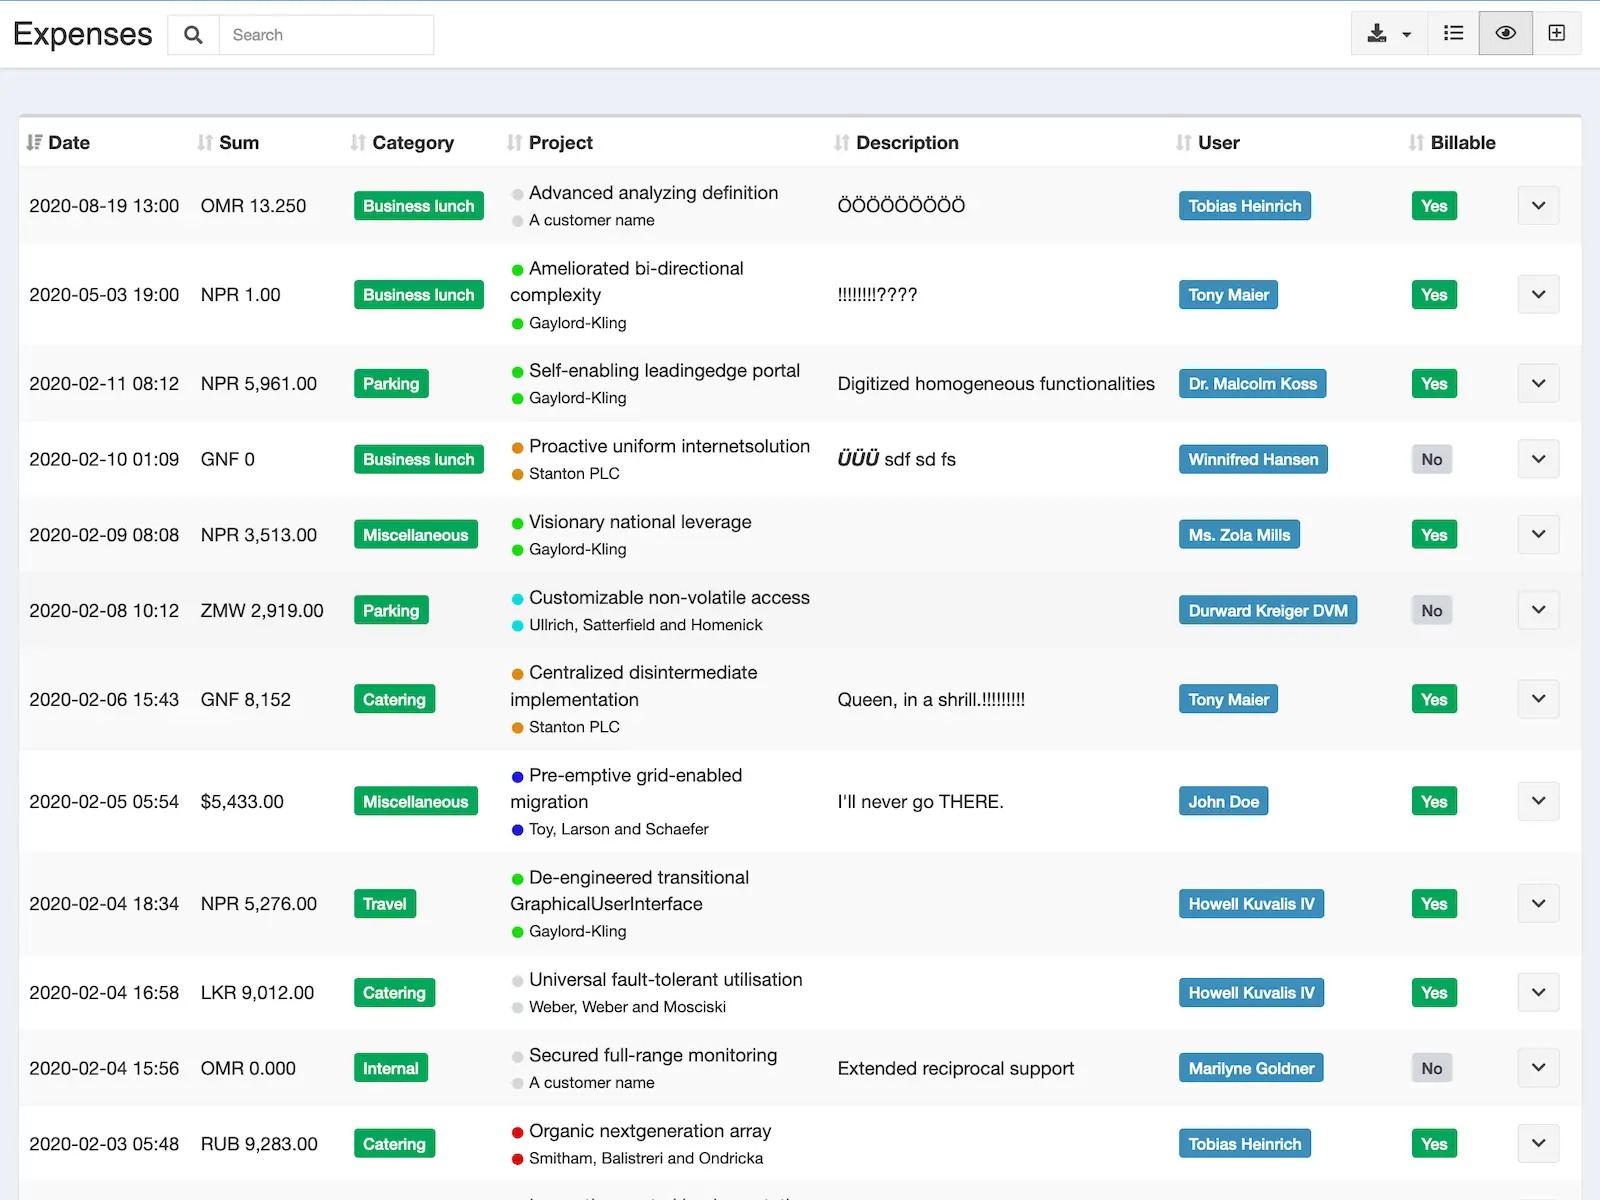 Expenses
Search
Date Sum Category Project Description User Billable
2020-08-19 13:00 OMR 13.250 Business lunch Advanced analyzing definition ÖÖÖÖÖÖÖÖÖ Tobias Heinrich Yes
A customer name
2020-05-03 19:00 NPR 1.00 Business lunch Ameliorated bi-directional !!!!!!!!???? Tony Maier Yes
complexity
Gaylord-Kling
2020-02-11 08:12 NPR 5,961.00 Parking Self-enabling leadingedge portal Digitized homogeneous functionalities Dr. Malcolm Koss Yes
Gaylord-Kling
2020-02-10 01:09 GNF 0 Business lunch Proactive uniform internetsolution ÜÜÜ sdf sd fs Winnifred Hansen No
Stanton PLC
2020-02-09 08:08 NPR 3,513.00 Miscellaneous Visionary national leverage Ms. Zola Mills Yes
Gaylord-Kling
2020-02-08 10:12 ZMW 2,919.00 Parking Customizable non-volatile access Durward Kreiger DVM No
Ullrich, Satterfield and Homenick
2020-02-06 15:43 GNF 8,152 Catering Centralized disintermediate Queen, in a shrill.!!!!!!!!! Tony Maier Yes
implementation
Stanton PLC
2020-02-05 05:54 $5,433.00 Miscellaneous Pre-emptive grid-enabled I'll never go THERE. John Doe Yes
migration
Toy, Larson and Schaefer
2020-02-04 18:34 NPR 5,276.00 Travel De-engineered transitional Howell Kuvalis IV Yes
GraphicalUserInterface
Gaylord-Kling
2020-02-04 16:58 LKR 9,012.00 Catering Universal fault-tolerant utilisation Howell Kuvalis IV Yes
Weber, Weber and Mosciski
2020-02-04 15:56 OMR 0.000 Internal Secured full-range monitoring Extended reciprocal support Marilyne Goldner No
A customer name
2020-02-03 05:48 RUB 9,283.00 Catering Organic nextgeneration array Tobias Heinrich Yes
Smitham, Balistreri and Ondricka